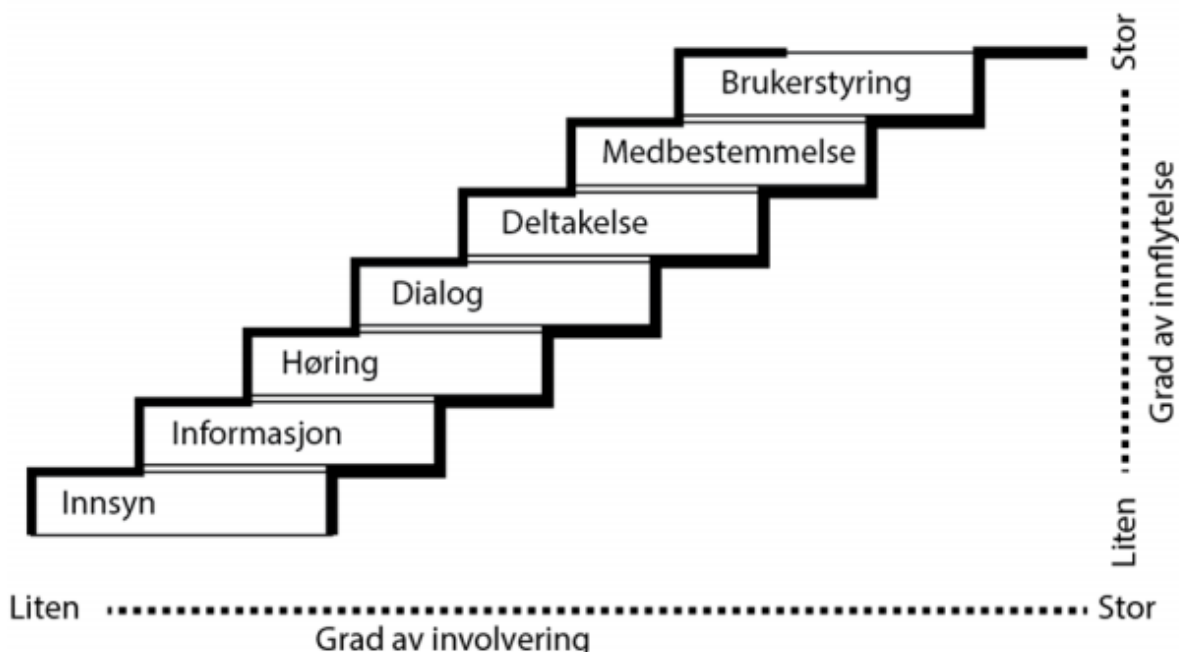 Stor
Brukerstyring
Medbestemmelse
Deltakelse
Dialog
Høring
Informasjon
Innsyn
Grad av innflytelse
Liten
Liten
Stor
Grad av involvering